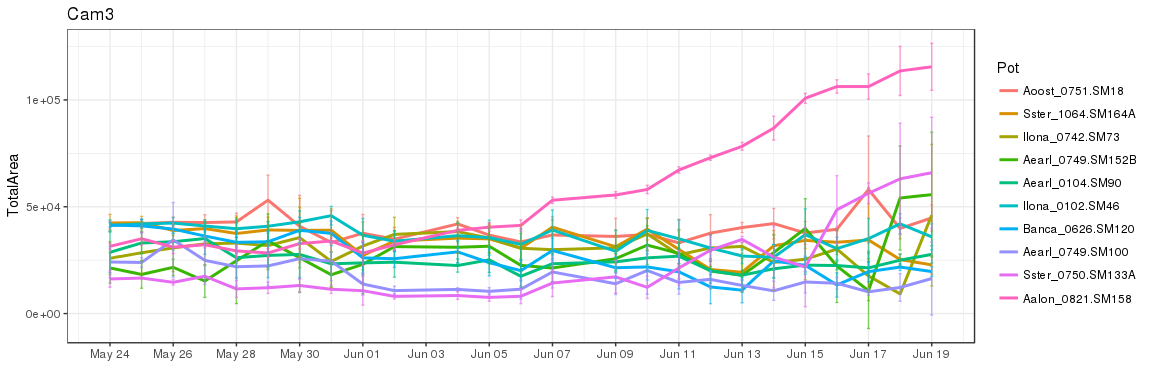 Cam3
TotalArea
1e+05
5e+04
0e+00
May 24 May 26 May 28 May 30 Jun 01 Jun 03 Jun 05 Jun 07 Jun 09 Jun 11 Jun 13 Jun 15 Jun 17 Jun 19
Pot
Aoost_0751.SM18
Sster_1064.SM164A
Ilona_0742.SM73
Aearl_0749.SM152B
Aearl_0104.SM90
Ilona_0102.SM46
Banca_0626.SM120
Aearl_0749.SM100
Sster_0750.SM133A
Aalon_0821.SM158